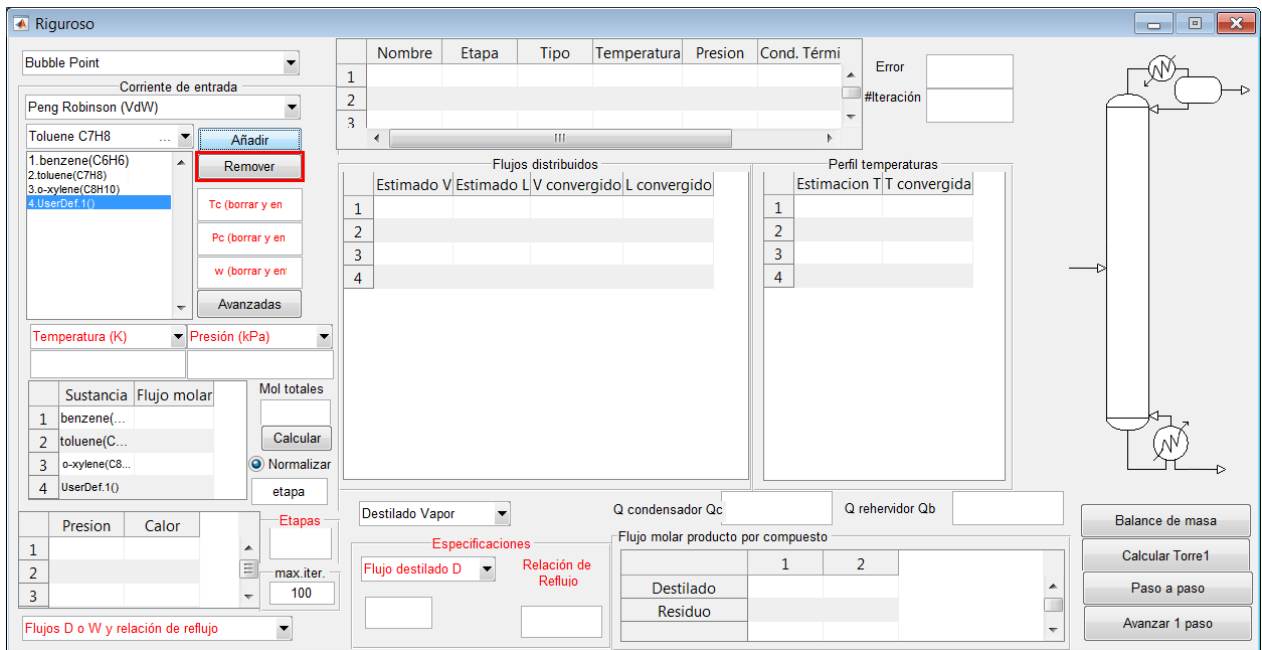 Riguroso
Bubble Point
Corriente de entrada
Peng Robinson (VdW)
Toluene C7H8 ...
Añadir
Remover
1.benzene(C6H6)
2.toluene(C7H8)
3.o-xylene(C8H10)
4.UserDef.1()
Tc (borrar y en
Pc (borrar y en
w (borrar y en
Avanzadas
Temperatura (K)
Presión (kPa)
Sustancia Flujo molar
1 benzene(...
2 toluene(C...
3 o-xylene(C8...
4 UserDef.1()
Mol totales
Calcular
Normalizar
etapa
Presion Calor
1
2
3
Etapas
max.iter.
100
Flujos D o W y relación de reflujo
Nombre Etapa Tipo Temperatura Presion Cond. Térmi
1
2
3
Error
#Iteración
Flujos distribuidos
Estimado V Estimado L V convergido L convergido
1
2
3
4
Perfil temperaturas
Estimacion T T convergida
1
2
3
4
Destilado Vapor
Q condensador Qc
Q rehervidor Qb
Especificaciones
Flujo destilado D
Relación de
Reflujo
Flujo molar producto por compuesto
1 2
Destilado
Residuo
Balance de masa
Calcular Torre1
Paso a paso
Avanzar 1 paso